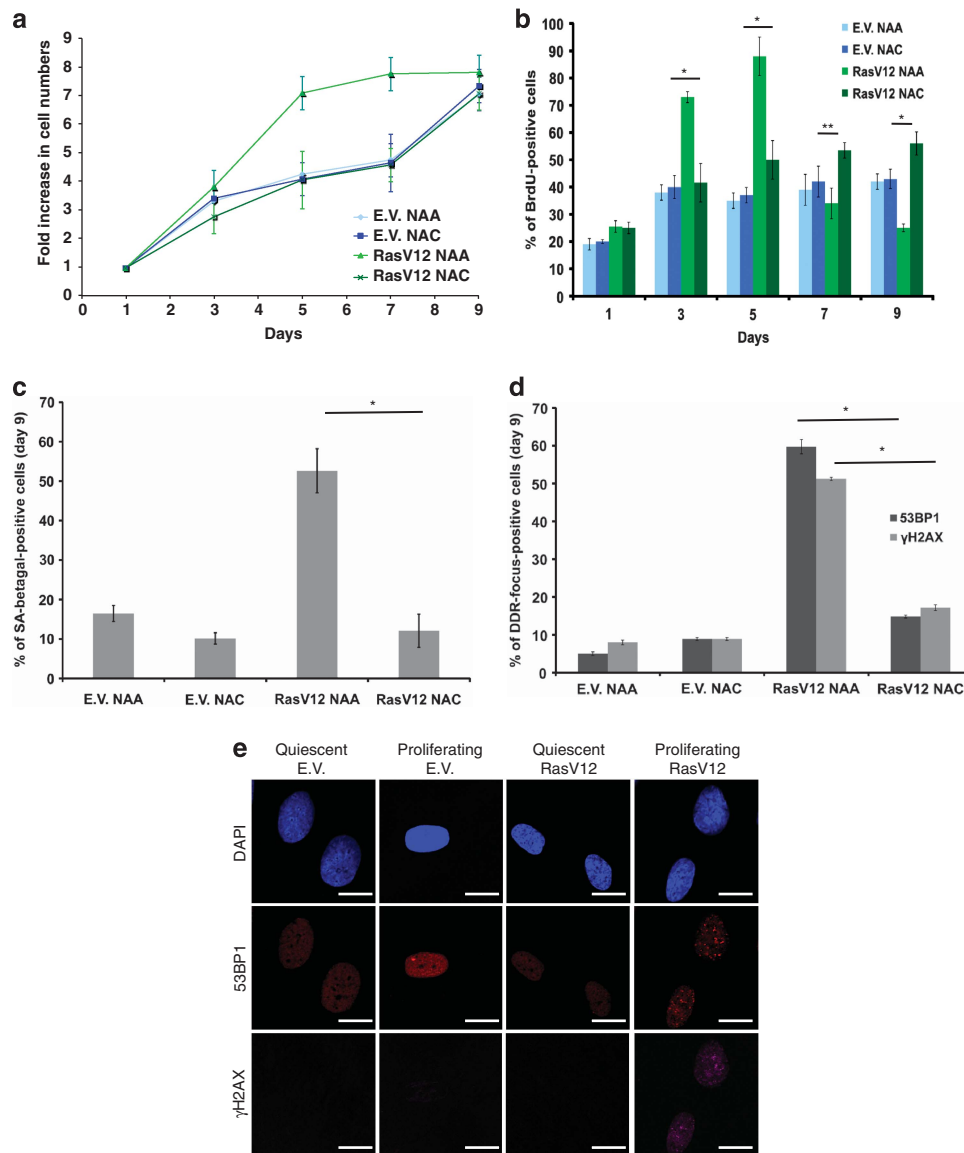 a
Fold increase in cell numbers
9
8
7
6
5
4
3
2
1
0
0 1 2 3 4 5 6 7 8 9
Days
E.V. NAA
E.V. NAC
RasV12 NAA
RasV12 NAC
b
% of BrdU-positive cells
100
90
80
70
60
50
40
30
20
10
0
* * ** *
1 3 5 7 9
Days
E.V. NAA
E.V. NAC
RasV12 NAA
RasV12 NAC
c
% of SA-betagal-positive cells (day 9)
70
60
50
40
30
20
10
0
*
E.V. NAA E.V. NAC RasV12 NAA RasV12 NAC
d
% of DDR-focus-positive cells (day 9)
70
60
50
40
30
20
10
0
*
*
53BP1
γH2AX
E.V. NAA E.V. NAC RasV12 NAA RasV12 NAC
e
Quiescent E.V.
Proliferating E.V.
Quiescent RasV12
Proliferating RasV12
DAPI
53BP1
γH2AX